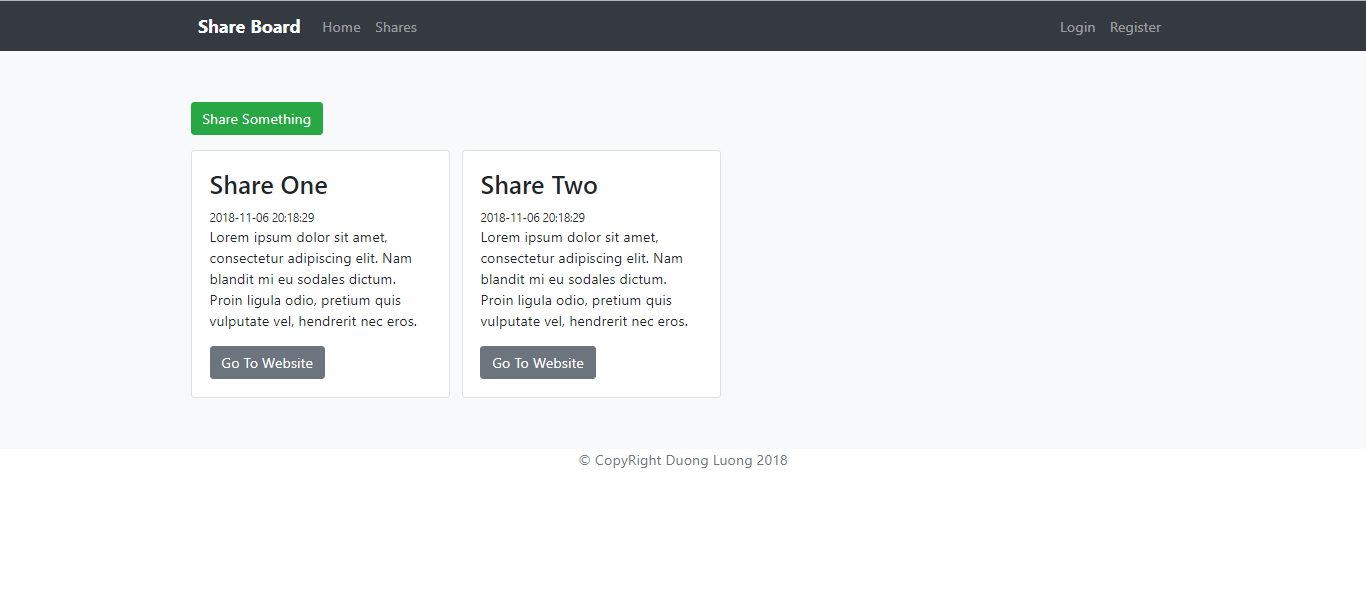 Share Board Home Shares Login Register
Share Something
Share One
2018-11-06 20:18:29
Lorem ipsum dolor sit amet,
consectetur adipiscing elit. Nam
blandit mi eu sodales dictum.
Proin ligula odio, pretium quis
vulputate vel, hendrerit nec eros.
Go To Website
Share Two
2018-11-06 20:18:29
Lorem ipsum dolor sit amet,
consectetur adipiscing elit. Nam
blandit mi eu sodales dictum.
Proin ligula odio, pretium quis
vulputate vel, hendrerit nec eros.
Go To Website
© CopyRight Duong Luong 2018